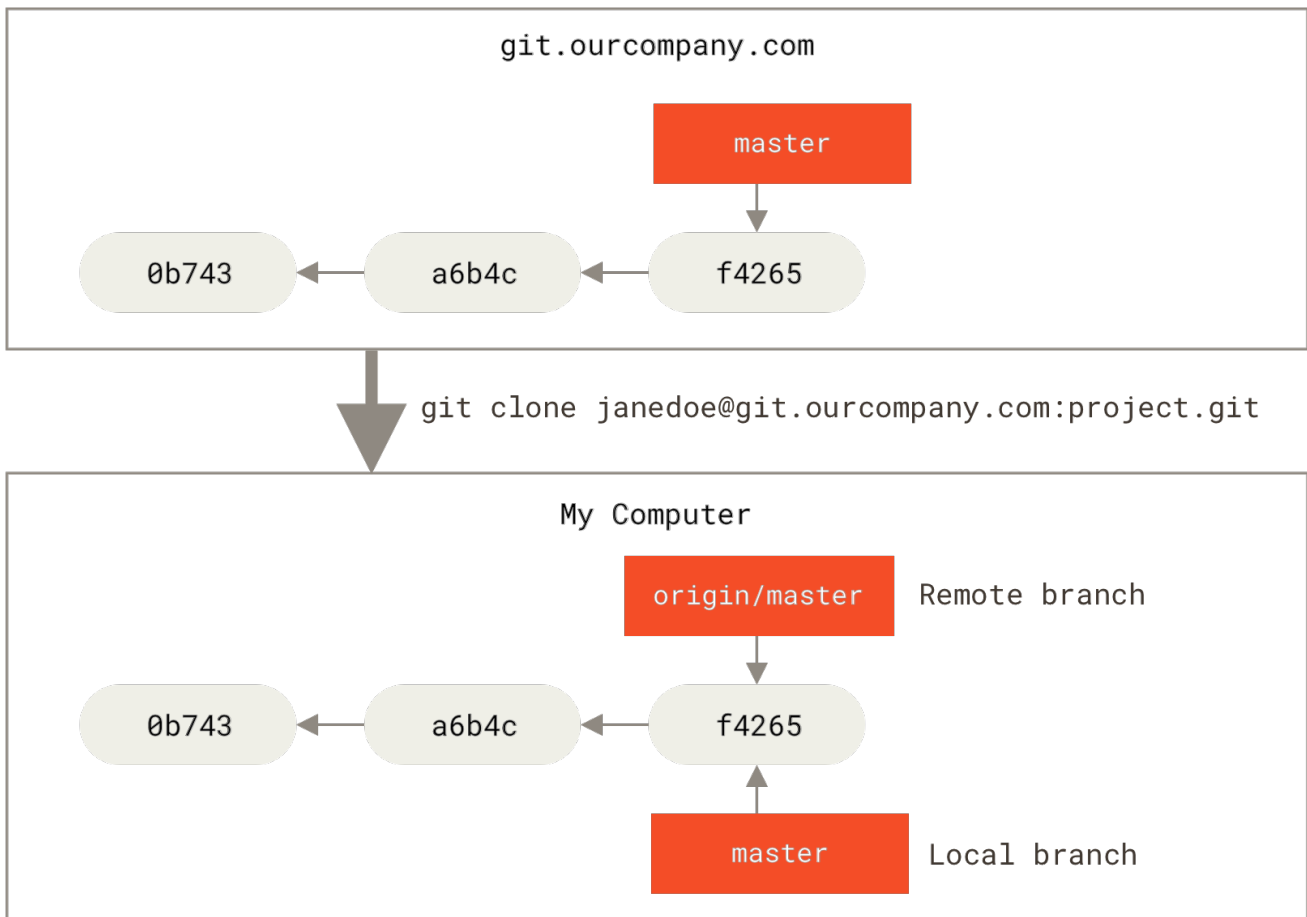 git.ourcompany.com
master
0b743 a6b4c f4265
git clone janedoe@git.ourcompany.com:project.git
My Computer
origin/master Remote branch
0b743 a6b4c f4265
master Local branch